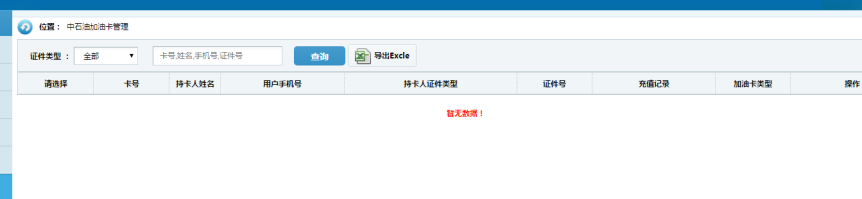 位置： 中石油加油卡管理
证件类型 ： 全部 卡号,姓名,手机号,证件号 查询 导出Excle
请选择 卡号 持卡人姓名 用户手机号 持卡人证件类型 证件号 充值记录 加油卡类型 操作
暂无数据！